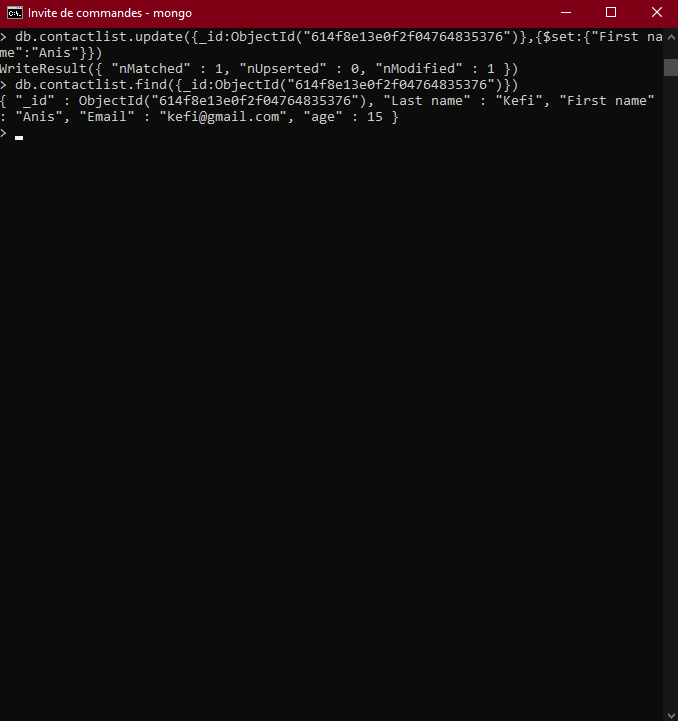 Invite de commandes - mongo
> db.contactlist.update({_id:ObjectId("614f8e13e0f2f04764835376")},{$set:{"First na
me":"Anis"}})
WriteResult({ "nMatched" : 1, "nUpserted" : 0, "nModified" : 1 })
> db.contactlist.find({_id:ObjectId("614f8e13e0f2f04764835376")})
{ "_id" : ObjectId("614f8e13e0f2f04764835376"), "Last name" : "Kefi", "First name"
: "Anis", "Email" : "kefi@gmail.com", "age" : 15 }
>